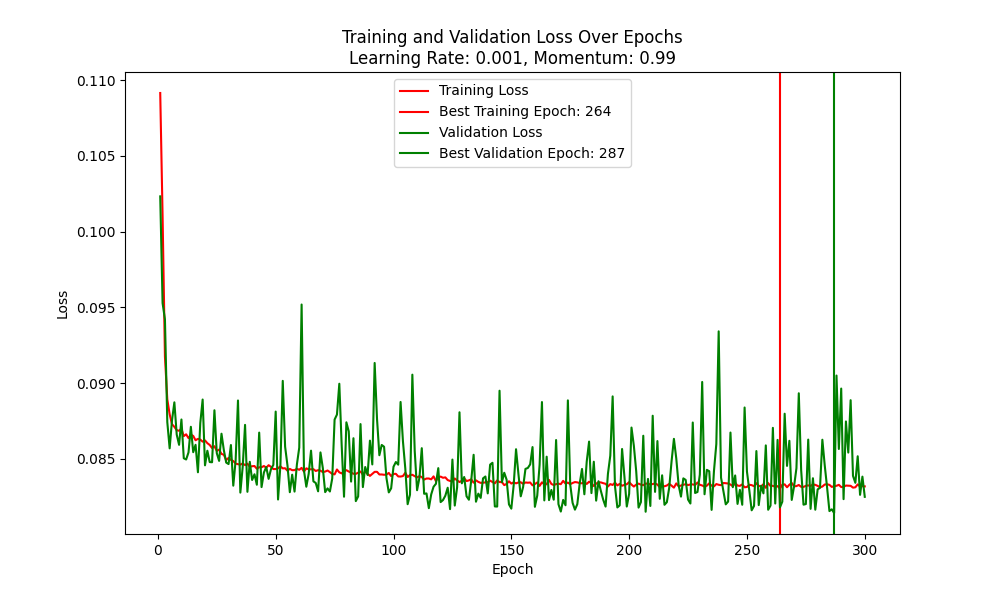 Training and Validation Loss Over Epochs
Learning Rate: 0.001, Momentum: 0.99
Training Loss
Best Training Epoch: 264
Validation Loss
Best Validation Epoch: 287
Loss
0.110
0.105
0.100
0.095
0.090
0.085
0 50 100 150 200 250 300
Epoch